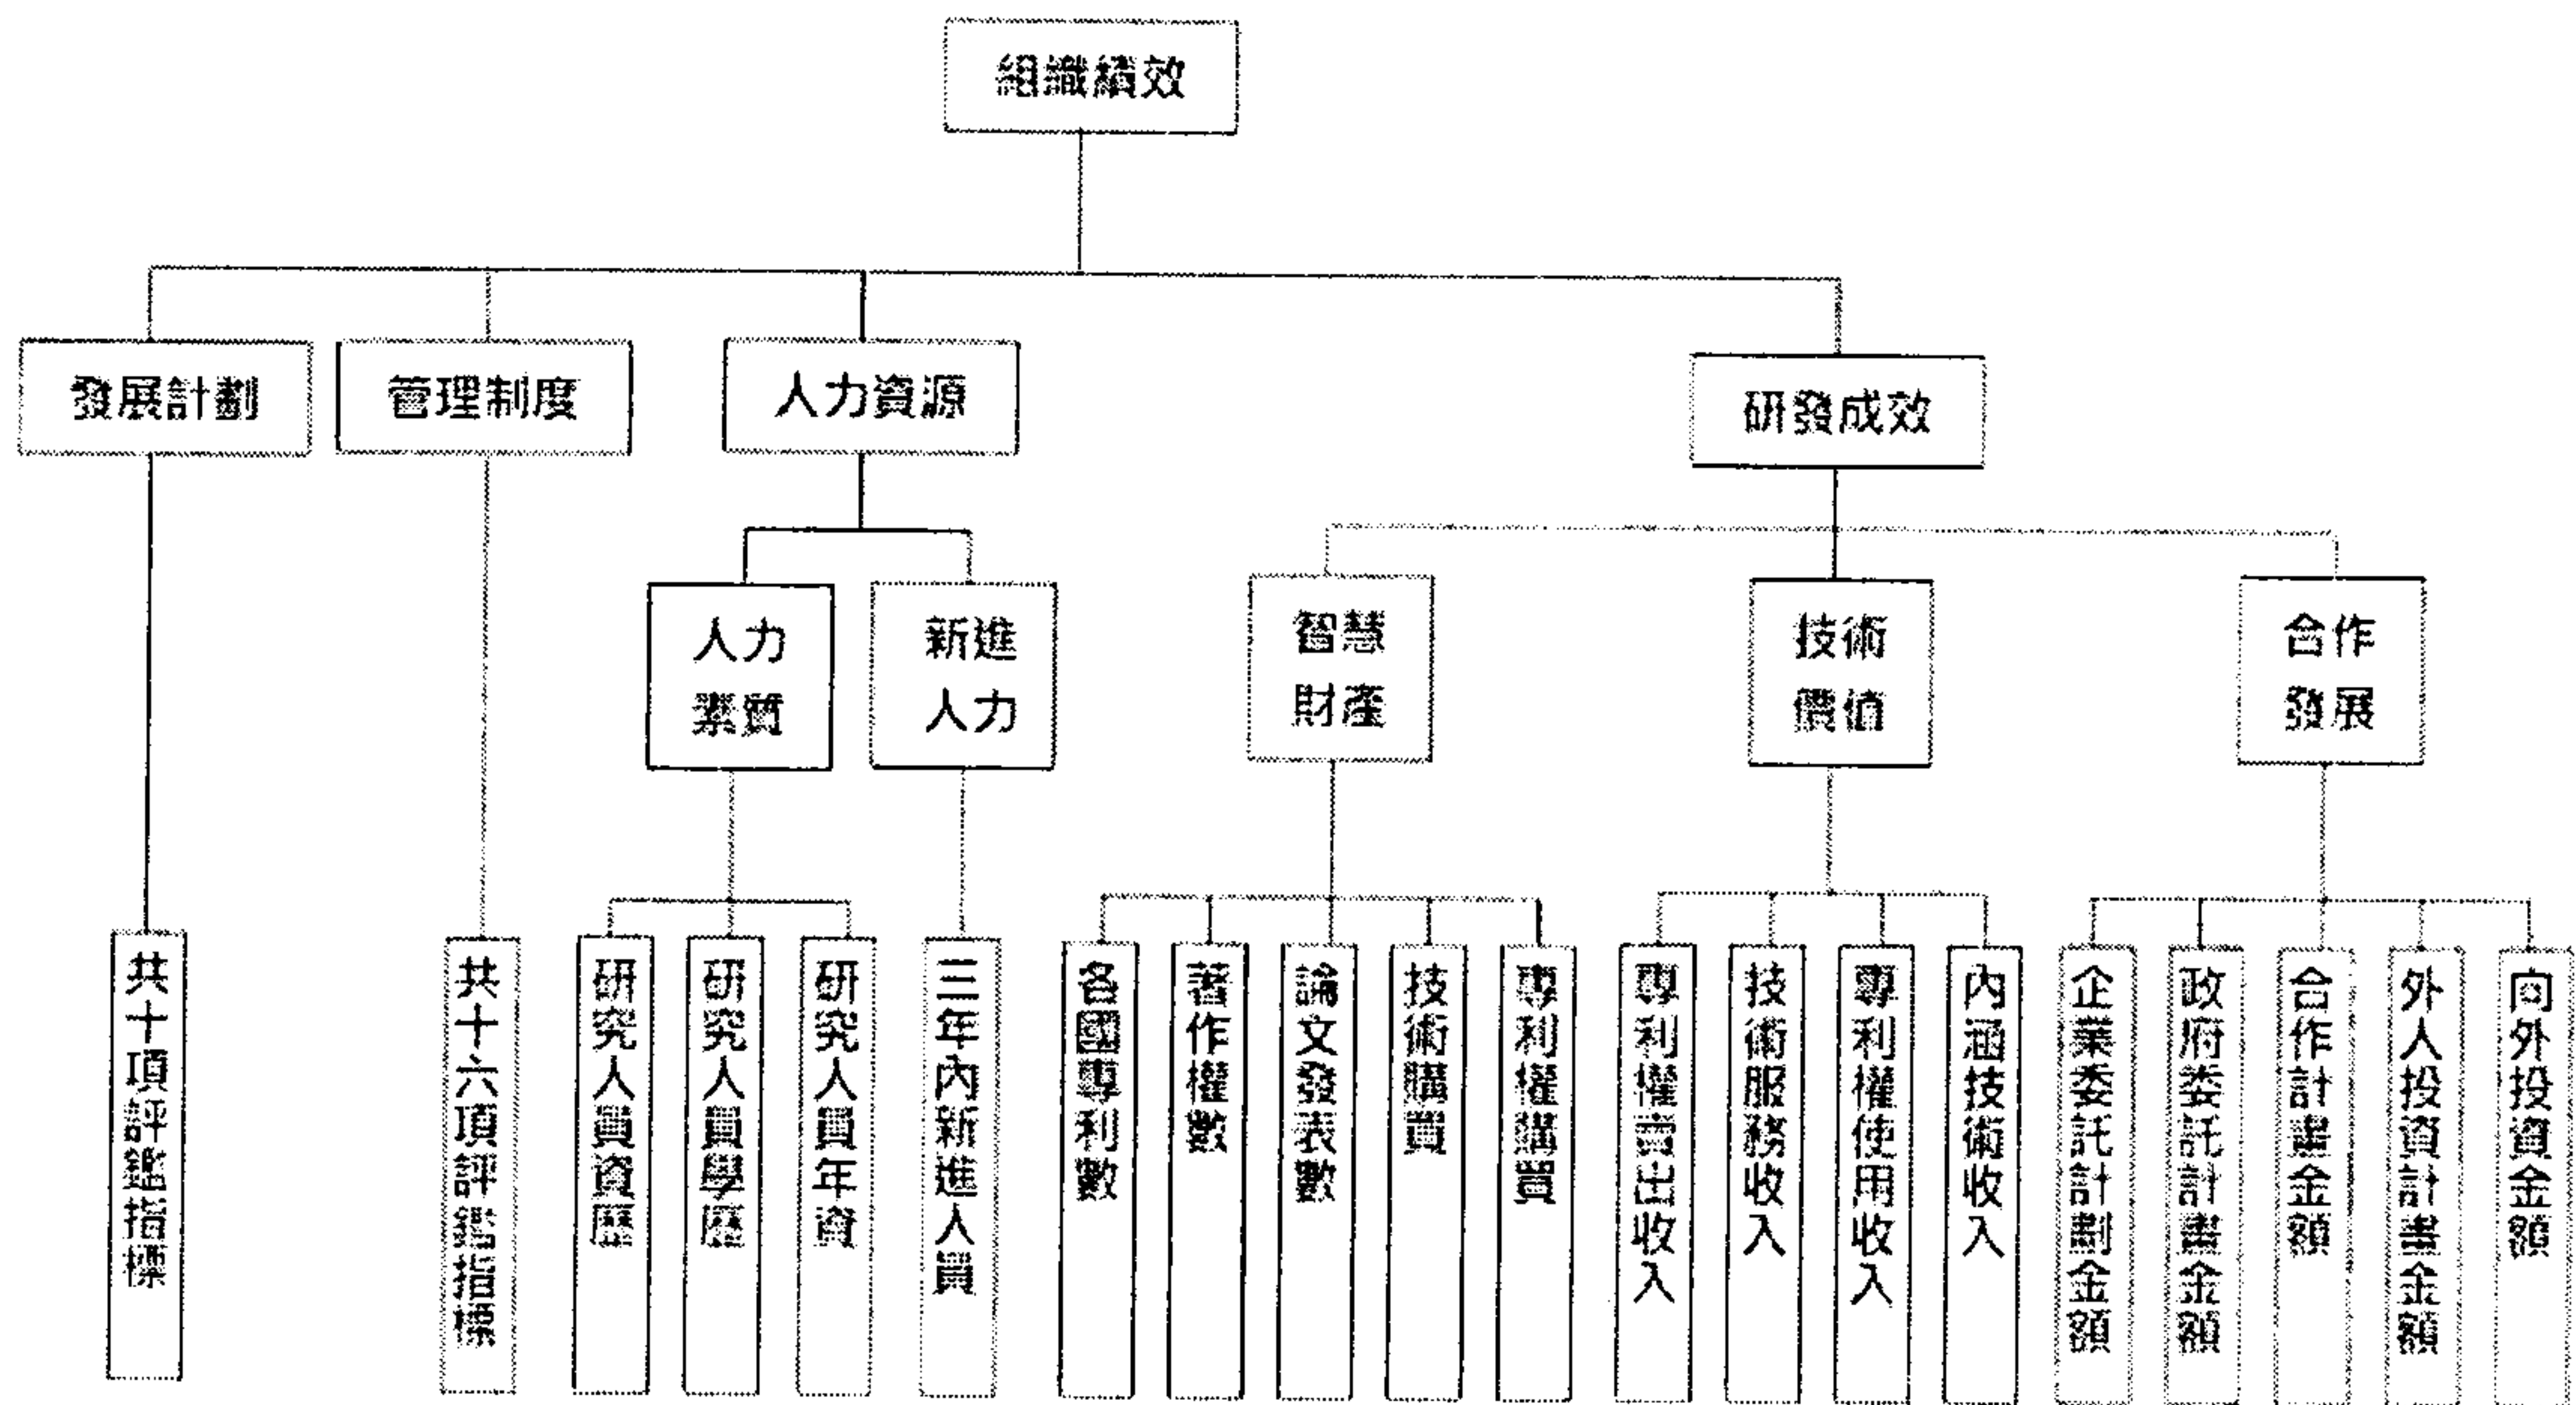 組織績效
發展計劃
管理制度
人力資源
研發成效
人力
素質
新進
人力
智慧
財產
技術
價值
合作
發展
共十項評鑑指標
共十六項評鑑指標
研究人員資歷
研究人員學歷
研究人員年資
三年內新進人員
各國專利數
著作權數
論文發表數
技術購買
專利權購買
專利權賣出收入
技術服務收入
專利權使用收入
內涵技術收入
企業委託計劃金額
政府委託計畫金額
合作計畫金額
外人投資計畫金額
向外投資金額